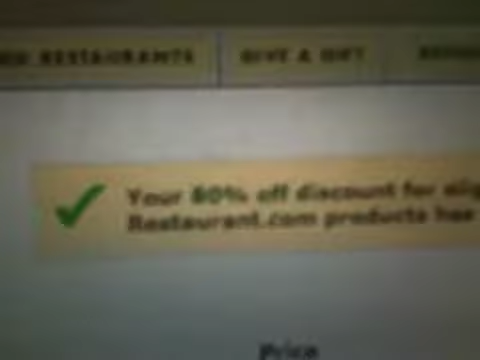 RESTAURANTS
GIVE A GIFT
Your 80% off discount for
Restaurant.com products has
Price